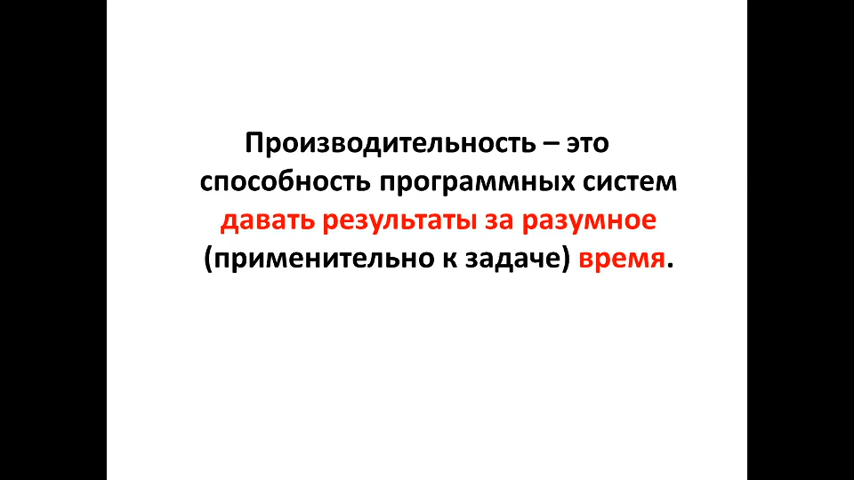 Производительность – это
способность программных систем
давать результаты за разумное
(применительно к задаче) время.